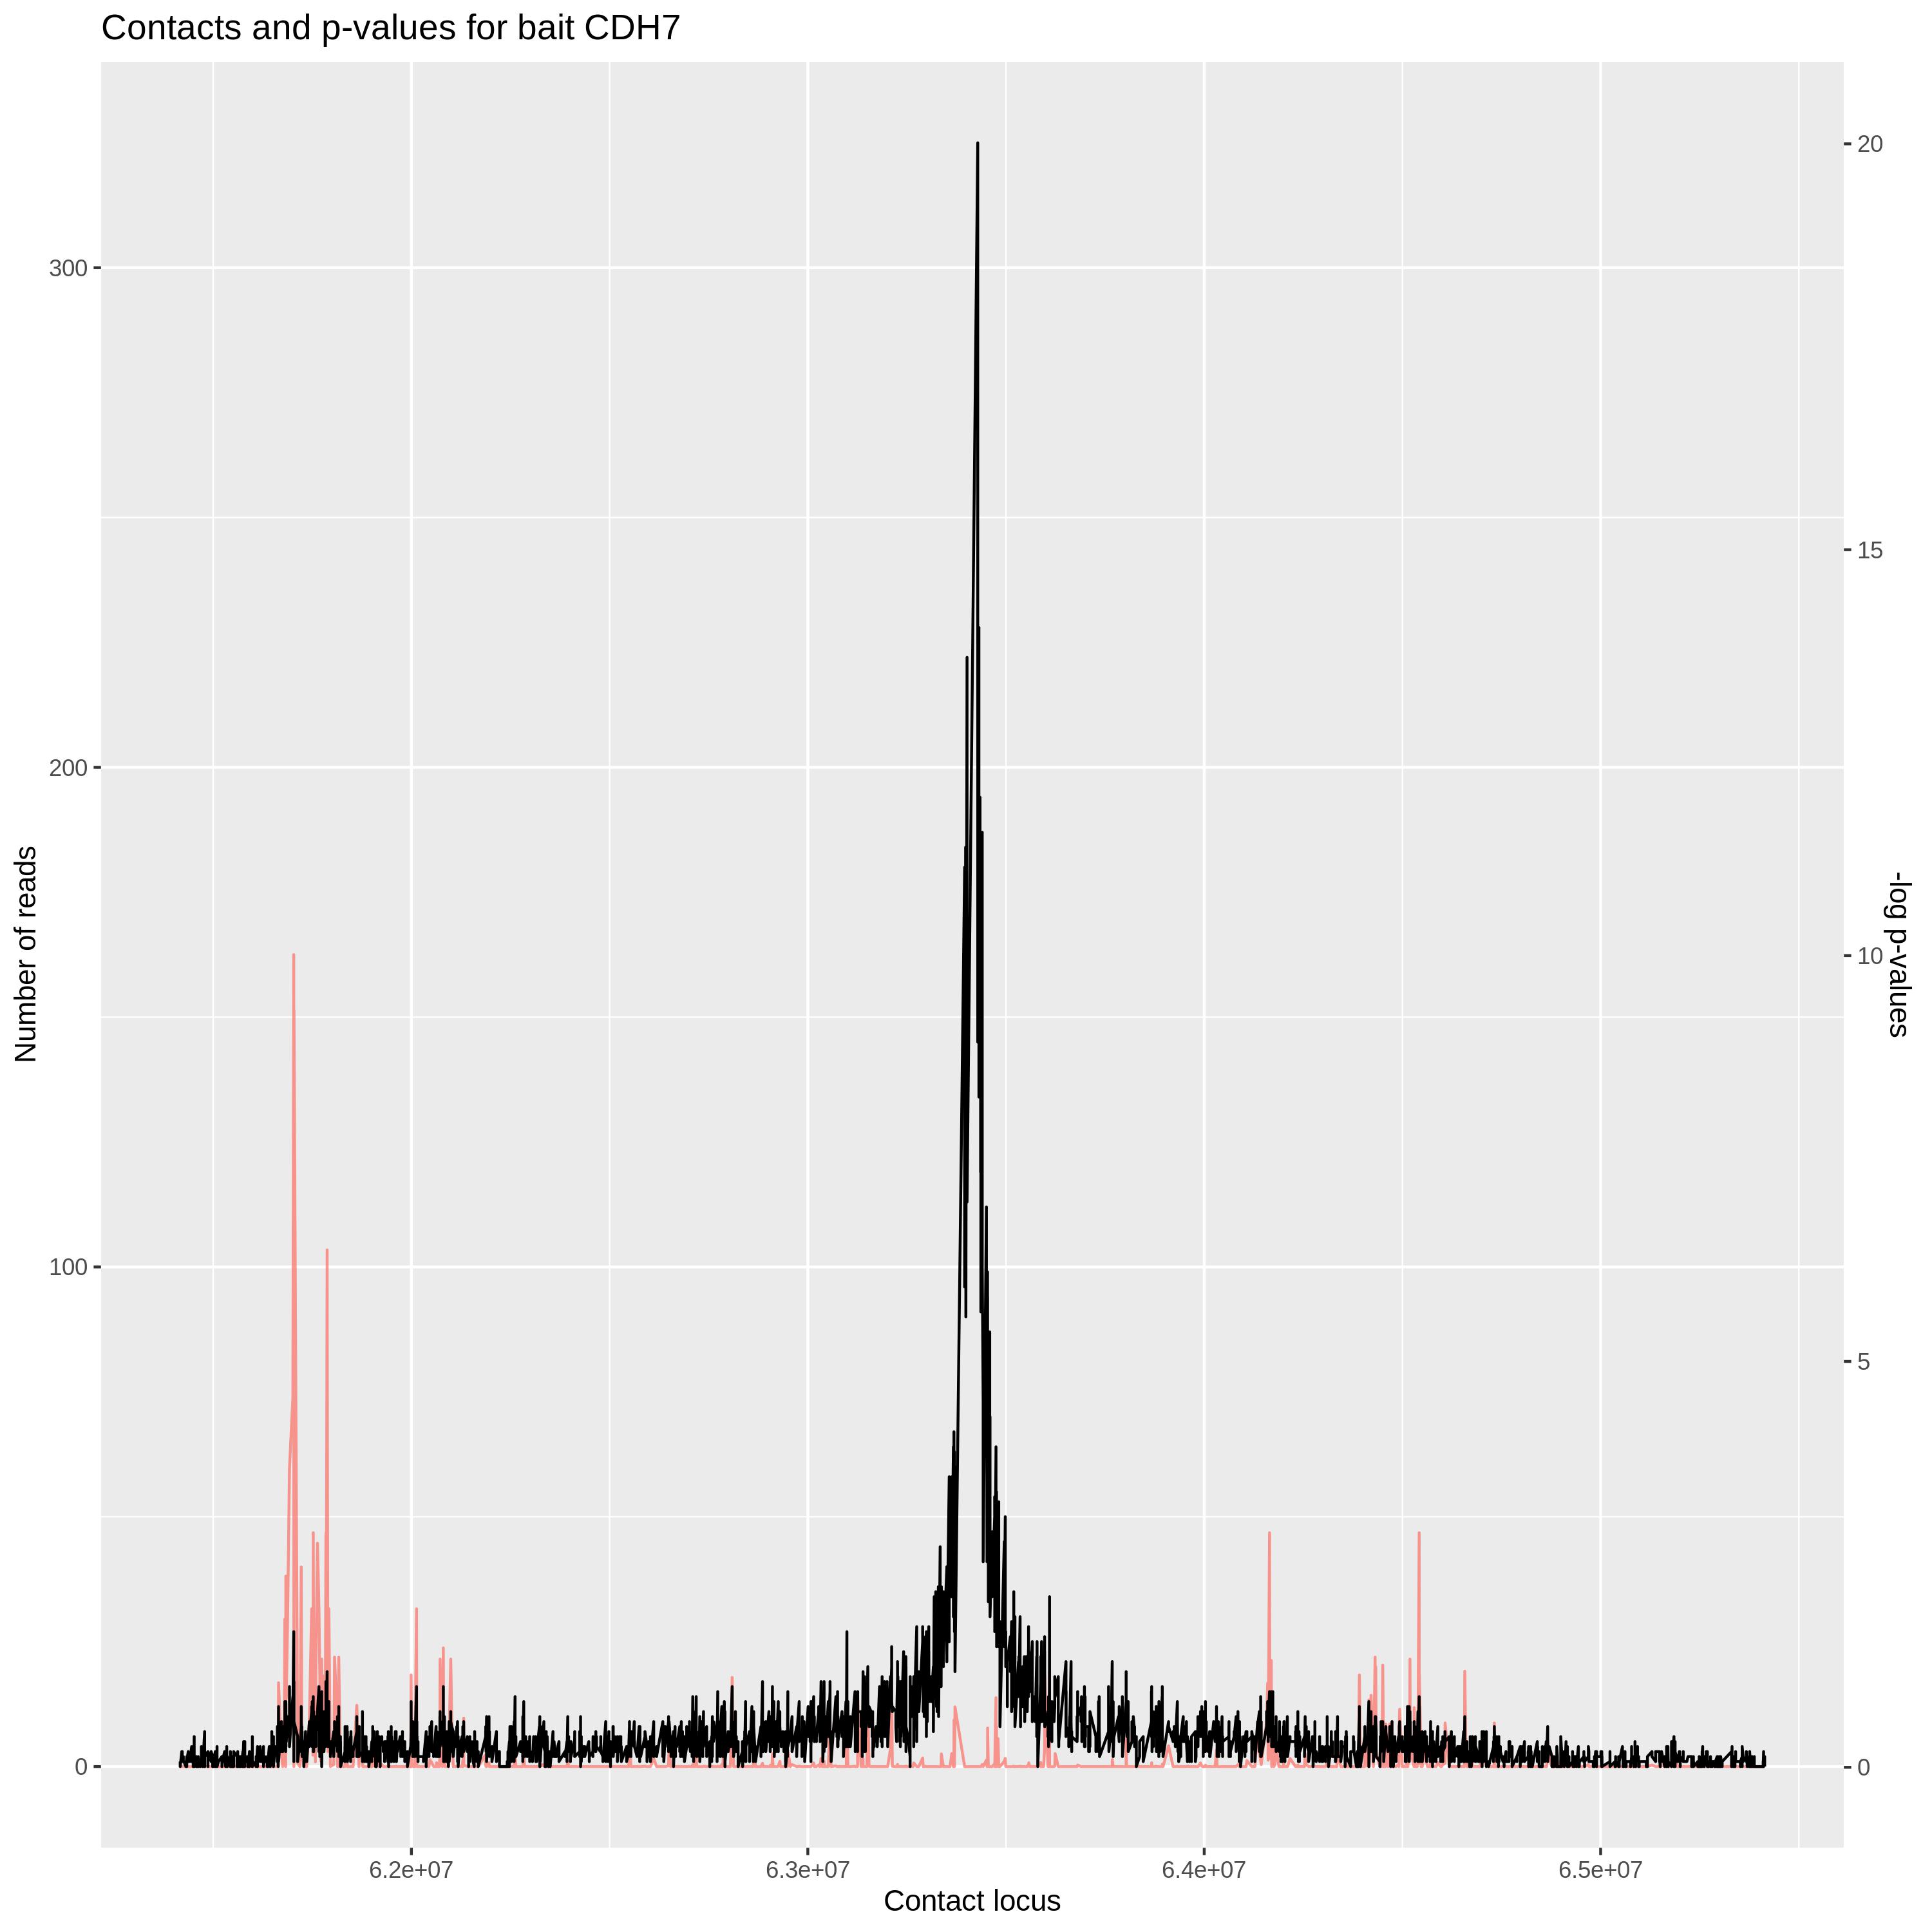 Contacts and p-values for bait CDH7
300
200
100
0
Number of reads
20
15
10
5
0
-log p-values
6.2e+07
6.3e+07
6.4e+07
6.5e+07
Contact locus